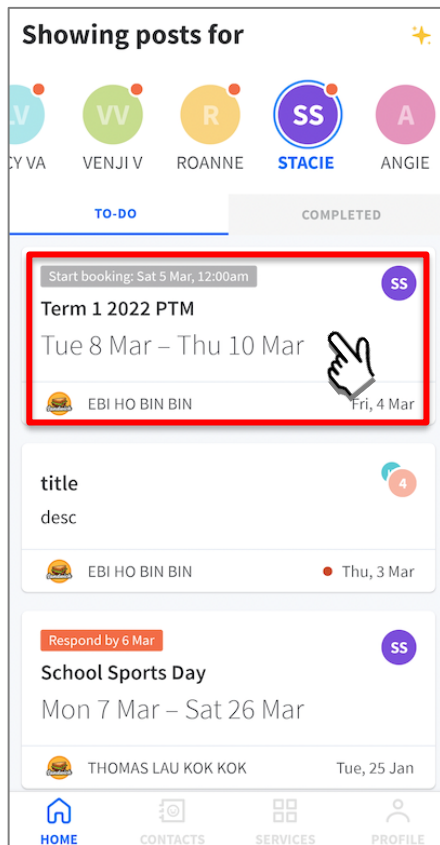 Showing posts for
VV
R
SS
A
VENJI V
ROANNE
STACIE
ANGIE
TO-DO
COMPLETED
Start booking: Sat 5 Mar, 12:00am
SS
Term 1 2022 PTM
Tue 8 Mar – Thu 10 Mar
EBI HO BIN BIN
Fri, 4 Mar
title
4
desc
EBI HO BIN BIN
Thu, 3 Mar
Respond by 6 Mar
SS
School Sports Day
Mon 7 Mar – Sat 26 Mar
THOMAS LAU KOK KOK
Tue, 25 Jan
HOME
CONTACTS
SERVICES
PROFILE